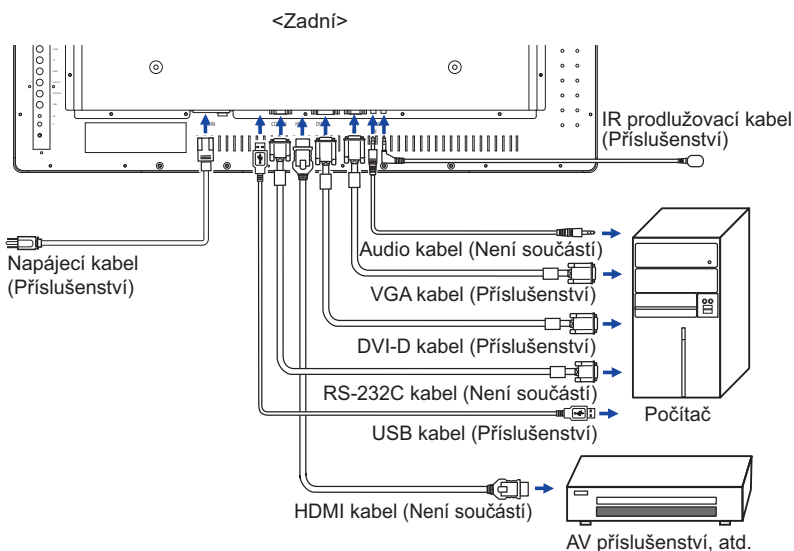 <Zadní>
IR prodlužovací kabel
(Příslušenství)
Audio kabel (Není součástí)
Napájecí kabel
(Příslušenství)
VGA kabel (Příslušenství)
DVI-D kabel (Příslušenství)
RS-232C kabel (Není součástí)
Počítač
USB kabel (Příslušenství)
HDMI kabel (Není součástí)
AV příslušenství, atd.